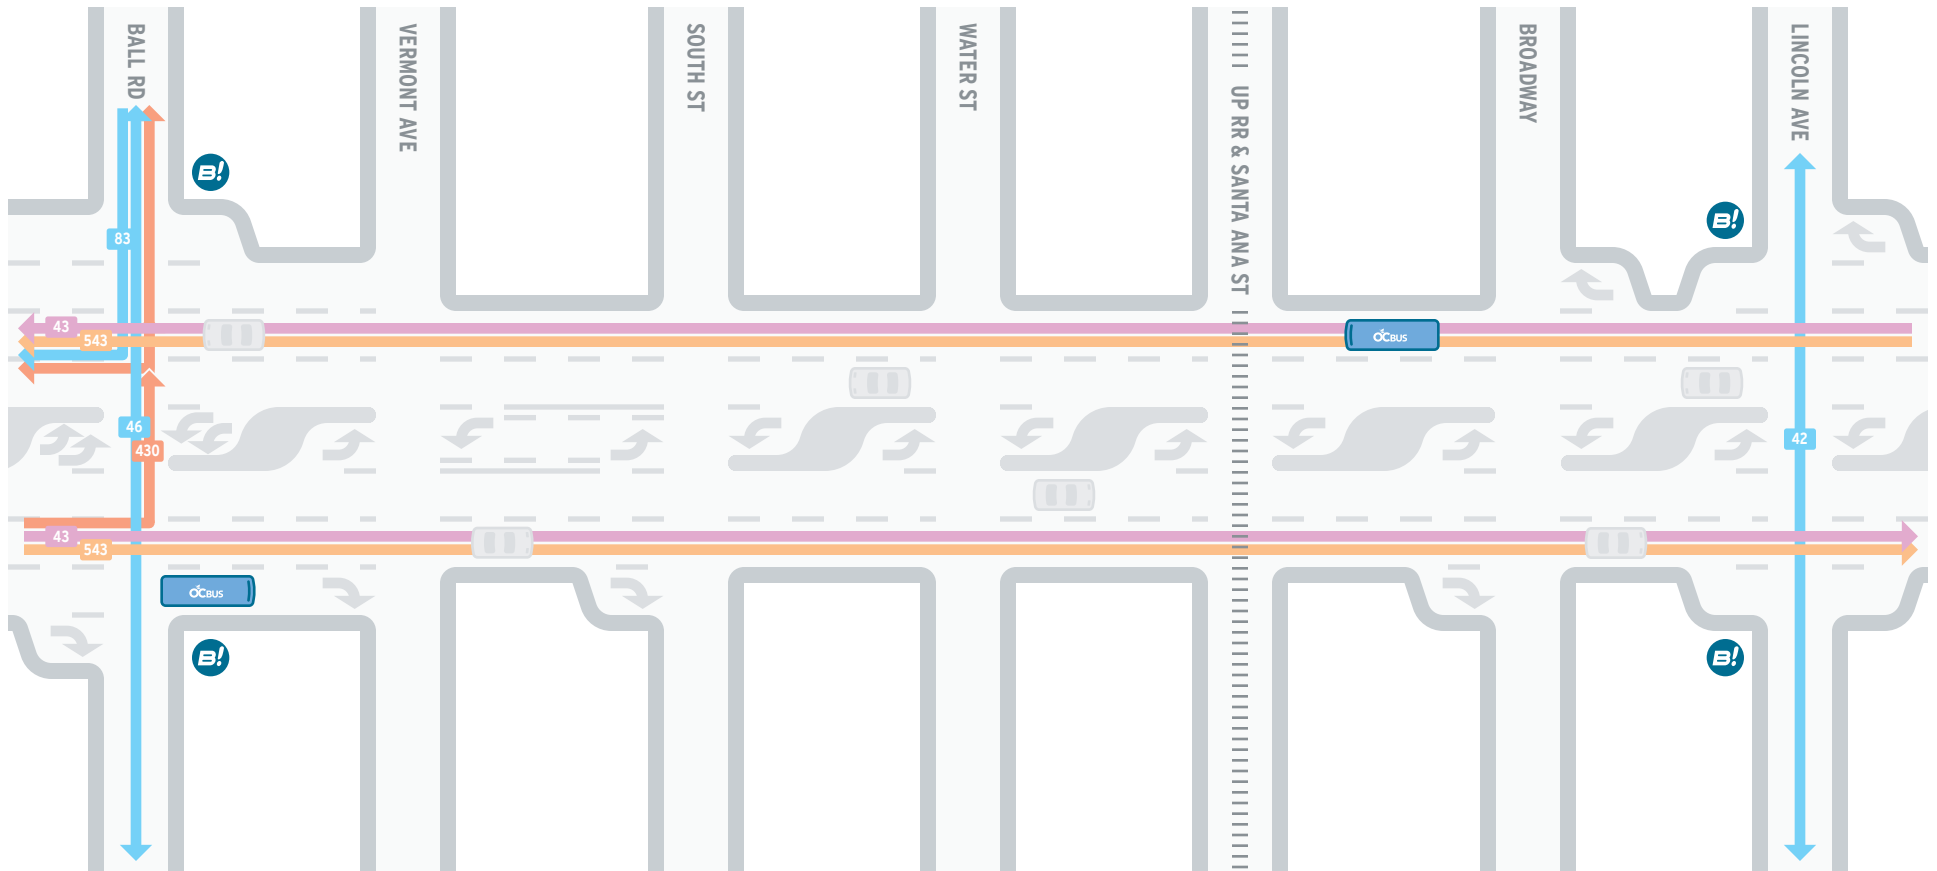 BALL RD
VERMONT AVE
SOUTH ST
WATER ST
UP RR & SANTA ANA ST
BROADWAY
LINCOLN AVE
B!
B!
83
43
543
OCBUS
46
430
42
43
543
OCBUS
B!
B!